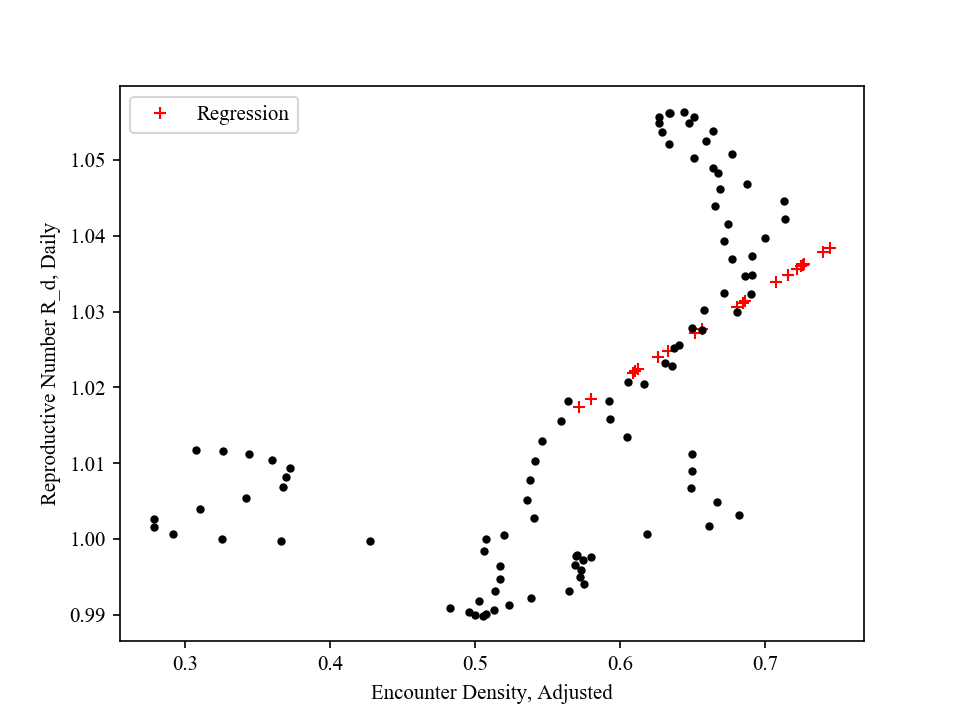 Regression
1.05
1.04
1.03
1.02
1.01
1.00
0.99
Reproductive Number R_d, Daily
0.3 0.4 0.5 0.6 0.7
Encounter Density, Adjusted